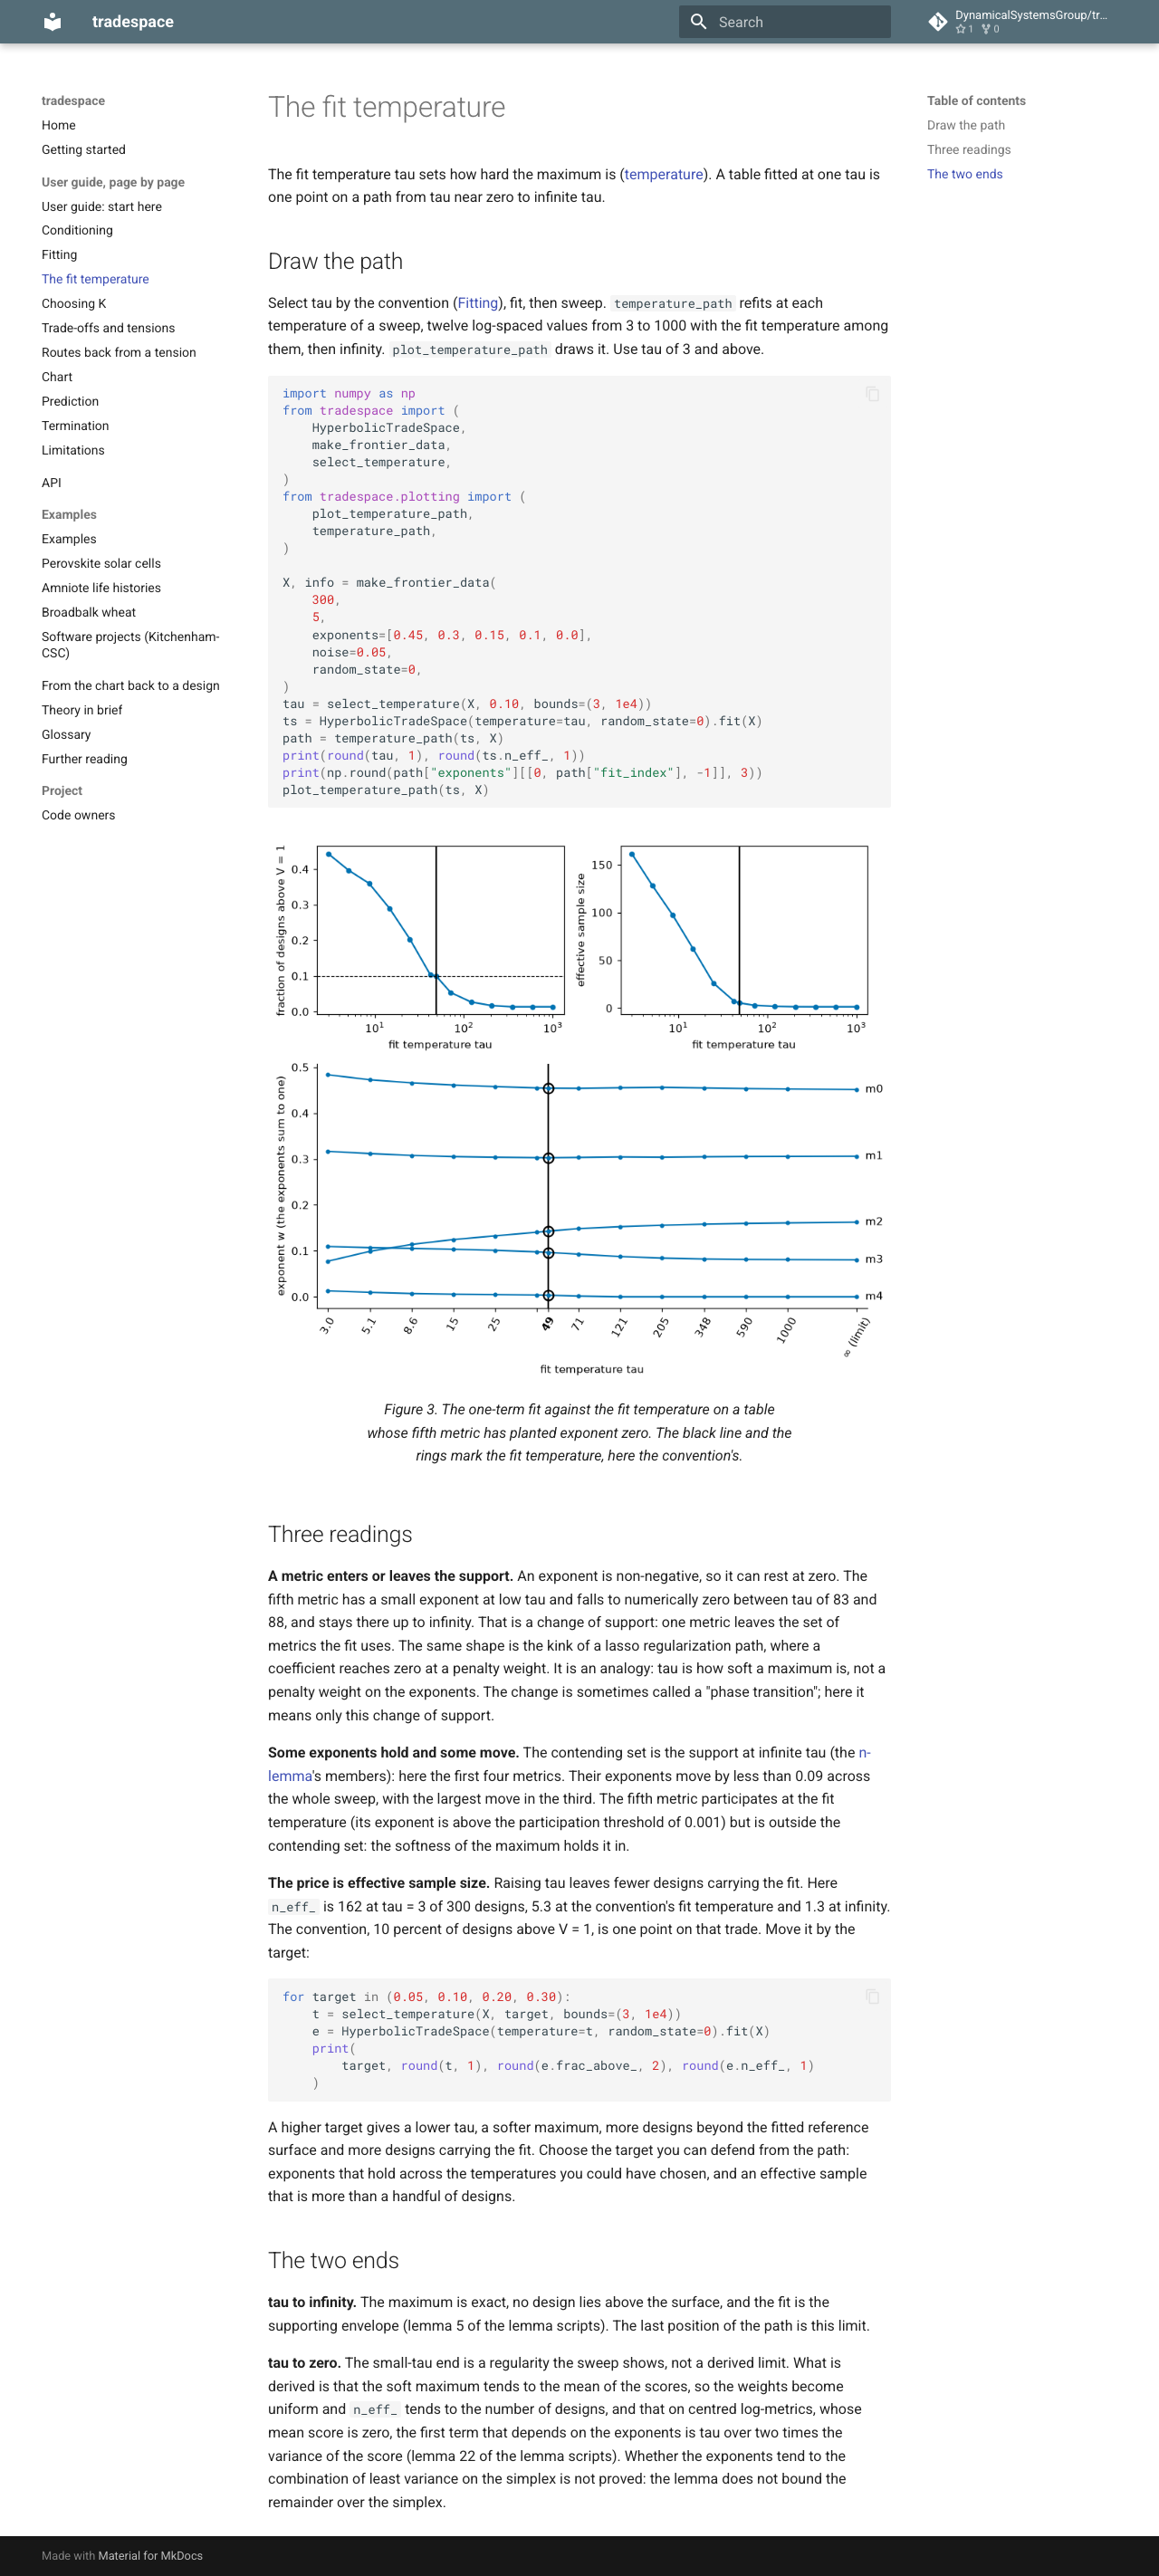 tradespace
Search
DynamicalSystemsGroup/tr…
1 0
tradespace
Home
Getting started
User guide, page by page
User guide: start here
Conditioning
Fitting
The fit temperature
Choosing K
Trade-offs and tensions
Routes back from a tension
Chart
Prediction
Termination
Limitations
API
Examples
Examples
Perovskite solar cells
Amniote life histories
Broadbalk wheat
Software projects (Kitchenham-
CSC)
From the chart back to a design
Theory in brief
Glossary
Further reading
Project
Code owners
The fit temperature
The fit temperature tau sets how hard the maximum is (temperature). A table fitted at one tau is
one point on a path from tau near zero to infinite tau.
Draw the path
Select tau by the convention (Fitting), fit, then sweep. temperature_path refits at each
temperature of a sweep, twelve log-spaced values from 3 to 1000 with the fit temperature among
them, then infinity. plot_temperature_path draws it. Use tau of 3 and above.
import numpy as np
from tradespace import (
    HyperbolicTradeSpace,
    make_frontier_data,
    select_temperature,
)
from tradespace.plotting import (
    plot_temperature_path,
    temperature_path,
)
X, info = make_frontier_data(
    300,
    5,
    exponents=[0.45, 0.3, 0.15, 0.1, 0.0],
    noise=0.05,
    random_state=0,
)
tau = select_temperature(X, 0.10, bounds=(3, 1e4))
ts = HyperbolicTradeSpace(temperature=tau, random_state=0).fit(X)
path = temperature_path(ts, X)
print(round(tau, 1), round(ts.n_eff_, 1))
print(np.round(path["exponents"][[0, path["fit_index"], -1]], 3))
plot_temperature_path(ts, X)
fraction of designs above V = 1
0.4
0.3
0.2
0.1
0.0
10¹ 10² 10³
fit temperature tau
effective sample size
150
100
50
0
10¹ 10² 10³
fit temperature tau
exponent w (the exponents sum to one)
0.5
0.4
0.3
0.2
0.1
0.0
m0
m1
m2
m3
m4
3.0 5.1 8.6 15 25 49 71 121 205 348 590 1000 ∞ (limit)
fit temperature tau
Figure 3. The one-term fit against the fit temperature on a table
whose fifth metric has planted exponent zero. The black line and the
rings mark the fit temperature, here the convention's.
Three readings
A metric enters or leaves the support. An exponent is non-negative, so it can rest at zero. The
fifth metric has a small exponent at low tau and falls to numerically zero between tau of 83 and
88, and stays there up to infinity. That is a change of support: one metric leaves the set of
metrics the fit uses. The same shape is the kink of a lasso regularization path, where a
coefficient reaches zero at a penalty weight. It is an analogy: tau is how soft a maximum is, not a
penalty weight on the exponents. The change is sometimes called a "phase transition"; here it
means only this change of support.
Some exponents hold and some move. The contending set is the support at infinite tau (the n-
lemma's members): here the first four metrics. Their exponents move by less than 0.09 across
the whole sweep, with the largest move in the third. The fifth metric participates at the fit
temperature (its exponent is above the participation threshold of 0.001) but is outside the
contending set: the softness of the maximum holds it in.
The price is effective sample size. Raising tau leaves fewer designs carrying the fit. Here
n_eff_ is 162 at tau = 3 of 300 designs, 5.3 at the convention's fit temperature and 1.3 at infinity.
The convention, 10 percent of designs above V = 1, is one point on that trade. Move it by the
target:
for target in (0.05, 0.10, 0.20, 0.30):
    t = select_temperature(X, target, bounds=(3, 1e4))
    e = HyperbolicTradeSpace(temperature=t, random_state=0).fit(X)
    print(
        target, round(t, 1), round(e.frac_above_, 2), round(e.n_eff_, 1)
    )
A higher target gives a lower tau, a softer maximum, more designs beyond the fitted reference
surface and more designs carrying the fit. Choose the target you can defend from the path:
exponents that hold across the temperatures you could have chosen, and an effective sample
that is more than a handful of designs.
The two ends
tau to infinity. The maximum is exact, no design lies above the surface, and the fit is the
supporting envelope (lemma 5 of the lemma scripts). The last position of the path is this limit.
tau to zero. The small-tau end is a regularity the sweep shows, not a derived limit. What is
derived is that the soft maximum tends to the mean of the scores, so the weights become
uniform and n_eff_ tends to the number of designs, and that on centred log-metrics, whose
mean score is zero, the first term that depends on the exponents is tau over two times the
variance of the score (lemma 22 of the lemma scripts). Whether the exponents tend to the
combination of least variance on the simplex is not proved: the lemma does not bound the
remainder over the simplex.
Table of contents
Draw the path
Three readings
The two ends
Made with Material for MkDocs